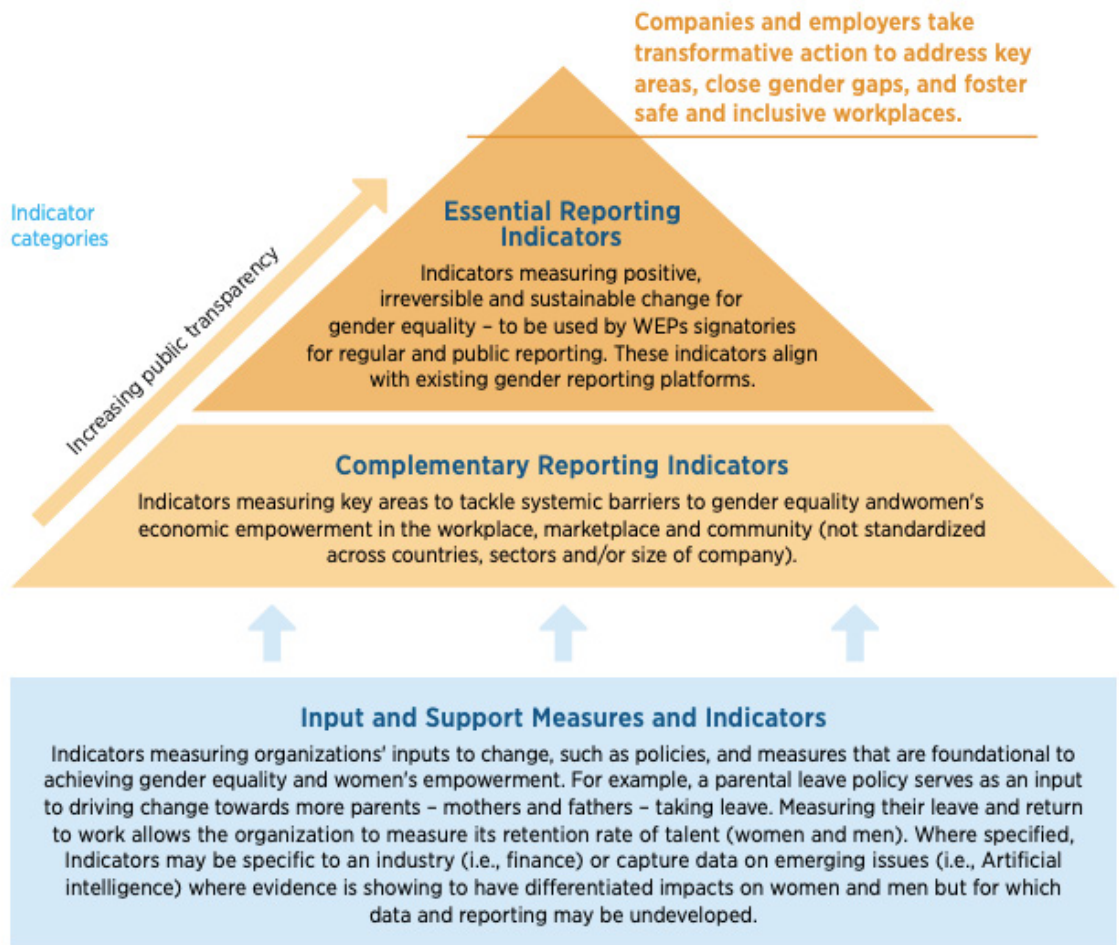 Companies and employers take
transformative action to address key
areas, close gender gaps, and foster
safe and inclusive workplaces.
Indicator
categories
Increasing public transparency
Essential Reporting
Indicators
Indicators measuring positive,
irreversible and sustainable change for
gender equality – to be used by WEPs signatories
for regular and public reporting. These indicators align
with existing gender reporting platforms.
Complementary Reporting Indicators
Indicators measuring key areas to tackle systemic barriers to gender equality andwomen's
economic empowerment in the workplace, marketplace and community (not standardized
across countries, sectors and/or size of company).
Input and Support Measures and Indicators
Indicators measuring organizations' inputs to change, such as policies, and measures that are foundational to
achieving gender equality and women's empowerment. For example, a parental leave policy serves as an input
to driving change towards more parents – mothers and fathers – taking leave. Measuring their leave and return
to work allows the organization to measure its retention rate of talent (women and men). Where specified,
Indicators may be specific to an industry (i.e., finance) or capture data on emerging issues (i.e., Artificial
intelligence) where evidence is showing to have differentiated impacts on women and men but for which
data and reporting may be undeveloped.